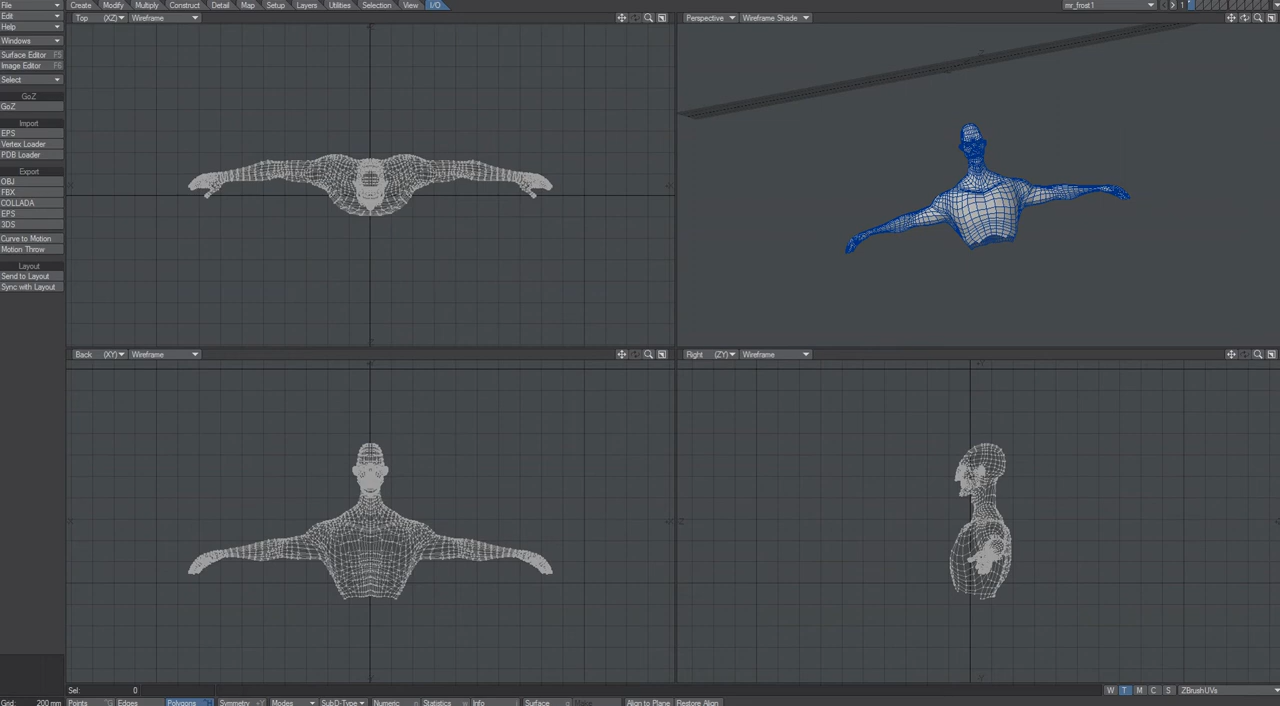 File Create Modify Multiply Construct Detail Map Setup Layers Utilities Selection View I/O mr_frost1 1
Edit Top (XZ) Wireframe Perspective Wireframe Shade
Help
Windows
Surface Editor F5
Image Editor F6
Select
GoZ
GoZ
Import
EPS
Vertex Loader
PDB Loader
Export
OBJ
FBX
COLLADA
EPS
3DS
Curve to Motion
Motion Throw
Layout
Send to Layout
Sync with Layout
Back (XY) Wireframe Right (ZY) Wireframe
Sel: 0 W T M C S ZBrushUVs
Grid: 200 mm Points Edges Polygons Symmetry Modes SubD-Type Numeric Statistics Info Surface Align to Plane Restore Align